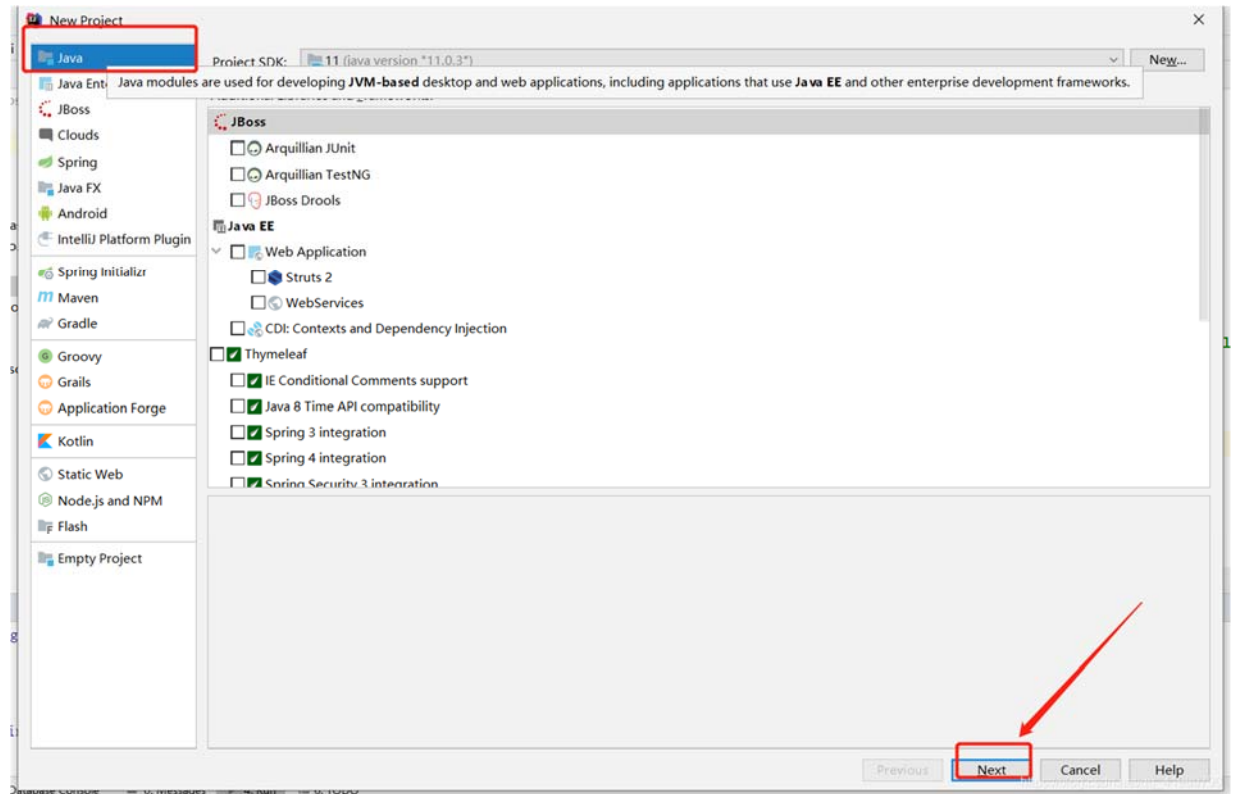 New Project
Java
Project SDK: 11 (java version "11.0.3")
New...
Java modules are used for developing JVM-based desktop and web applications, including applications that use Java EE and other enterprise development frameworks.
Java Ent
JBoss
Clouds
Spring
Java FX
Android
IntelliJ Platform Plugin
Spring Initializr
Maven
Gradle
Groovy
Grails
Application Forge
Kotlin
Static Web
Node.js and NPM
Flash
Empty Project
JBoss
Arquillian JUnit
Arquillian TestNG
JBoss Drools
Java EE
Web Application
Struts 2
WebServices
CDI: Contexts and Dependency Injection
Thymeleaf
IE Conditional Comments support
Java 8 Time API compatibility
Spring 3 integration
Spring 4 integration
Spring Security 3 integration
Previous
Next
Cancel
Help